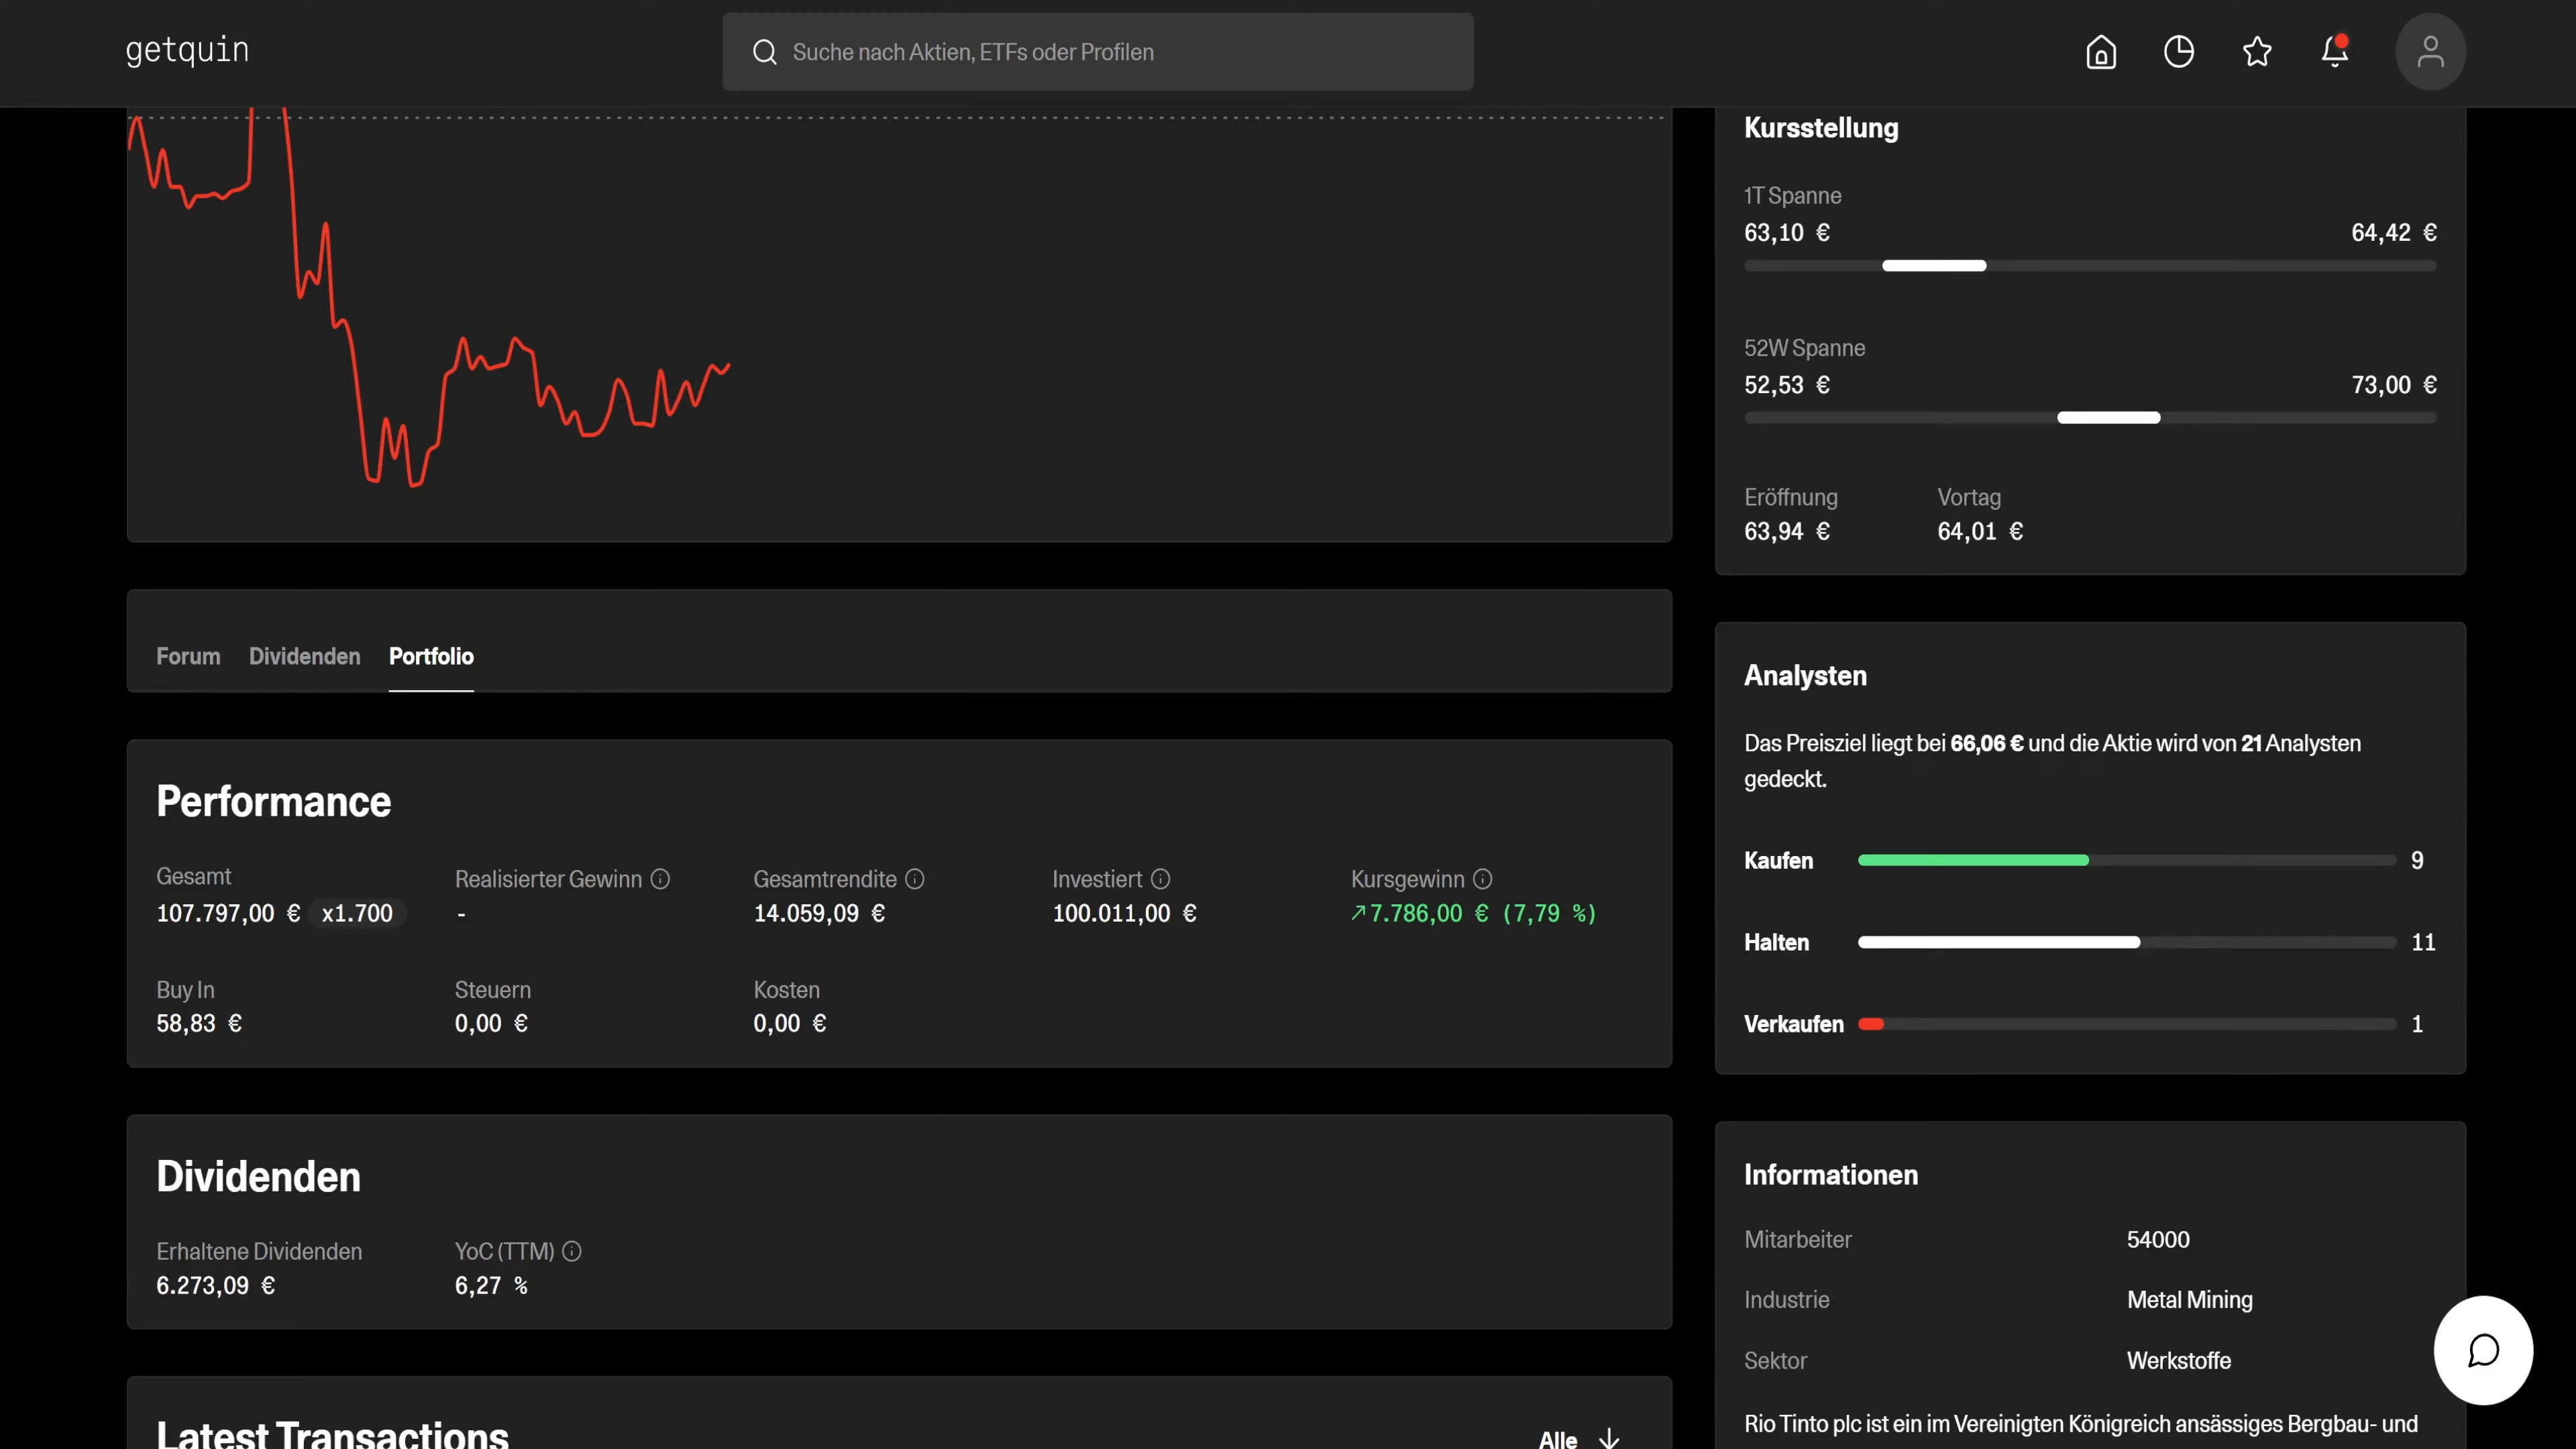 getquin
Suche nach Aktien, ETFs oder Profilen
Kursstellung
1T Spanne
63,10 €
64,42 €
52W Spanne
52,53 €
73,00 €
Eröffnung
Vortag
63,94 €
64,01 €
Forum
Dividenden
Portfolio
Performance
Gesamt
107.797,00 €
x1.700
Realisierter Gewinn
-
Gesamtrendite
14.059,09 €
Investiert
100.011,00 €
Kursgewinn
7.786,00 € (7,79 %)
Buy In
58,83 €
Steuern
0,00 €
Kosten
0,00 €
Analysten
Das Preisziel liegt bei 66,06 € und die Aktie wird von 21 Analysten
gedeckt.
Kaufen
9
Halten
11
Verkaufen
1
Dividenden
Erhaltene Dividenden
6.273,09 €
YoC (TTM)
6,27 %
Informationen
Mitarbeiter
54000
Industrie
Metal Mining
Sektor
Werkstoffe
Rio Tinto plc ist ein im Vereinigten Königreich ansässiges Bergbau- und
Latest Transactions
Alle